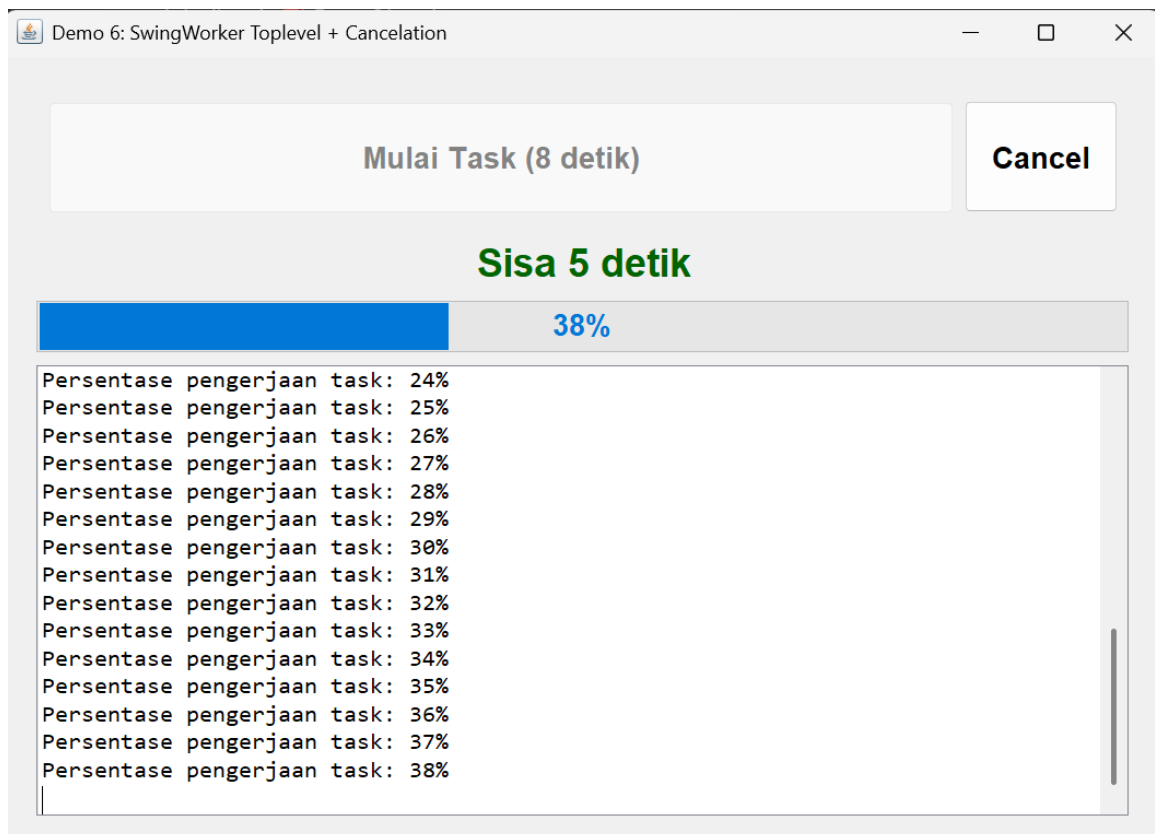 Demo 6: SwingWorker Toplevel + Cancelation
Mulai Task (8 detik)
Cancel
Sisa 5 detik
38%
Persentase pengerjaan task: 24%
Persentase pengerjaan task: 25%
Persentase pengerjaan task: 26%
Persentase pengerjaan task: 27%
Persentase pengerjaan task: 28%
Persentase pengerjaan task: 29%
Persentase pengerjaan task: 30%
Persentase pengerjaan task: 31%
Persentase pengerjaan task: 32%
Persentase pengerjaan task: 33%
Persentase pengerjaan task: 34%
Persentase pengerjaan task: 35%
Persentase pengerjaan task: 36%
Persentase pengerjaan task: 37%
Persentase pengerjaan task: 38%